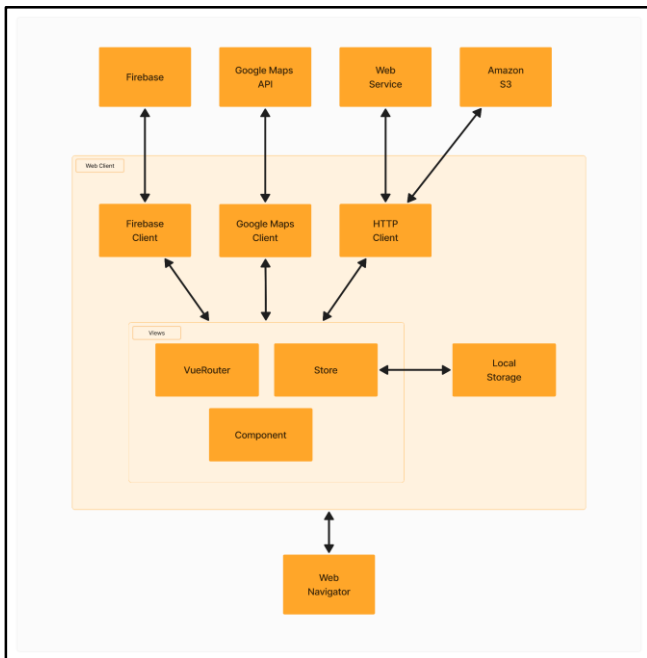 Firebase
Google Maps
API
Web
Service
Amazon
S3
Web Client
Firebase
Client
Google Maps
Client
HTTP
Client
Views
VueRouter
Store
Local
Storage
Component
Web
Navigator